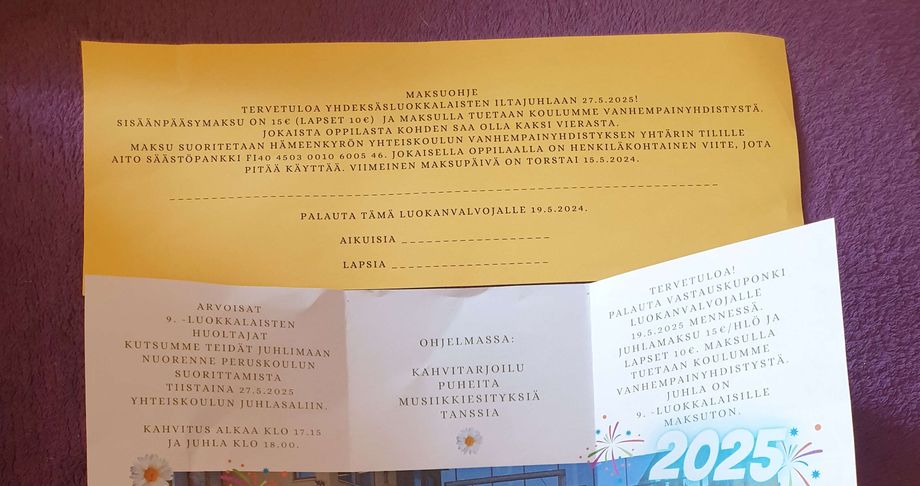 MAKSUOHJE
TERVETULOA YHDEKSÄSLUOKKALAISTEN ILTAJUHLAAN 27.5.2025!
SISÄÄNPÄÄSYMAKSU ON 15€ (LAPSET 10€) JA MAKSULLA TUETAAN KOULUMME VANHEMPAINYHDISTYSTÄ.
JOKAISTA OPPILASTA KOHDEN SAA OLLA KAKSI VIERASTA.
MAKSU SUORITETAAN HÄMEENKYRÖN YHTEISKOULUN VANHEMPAINYHDISTYKSEN YHTÄRIN TILILLE
AITO SÄÄSTÖPANKKI FI40 4503 0010 6005 46. JOKAISELLA OPPILAALLA ON HENKILÄKOHTAINEN VIITE, JOTA
PITÄÄ KÄYTTÄÄ. VIIMEINEN MAKSUPÄIVÄ ON TORSTAI 15.5.2024.
PALAUTA TÄMÄ LUOKANVALVOJALLE 19.5.2024.
AIKUISIA ___________________
LAPSIA ____________________
ARVOISAT
9. -LUOKKALAISTEN
HUOLTAJAT
KUTSUMME TEIDÄT JUHLIMAAN
NUORENNE PERUSKOULUN
SUORITTAMISTA
TIISTAINA 27.5.2025
YHTEISKOULUN JUHLASALIIN.
KAHVITUS ALKAA KLO 17.15
JA JUHLA KLO 18.00.
OHJELMASSA:
KAHVITARJOILU
PUHEITA
MUSIIKKIESITYKSIÄ
TANSSIA
TERVETULOA!
PALAUTA VASTAUSKUPONKI
LUOKANVALVOJALLE
19.5.2025 MENNESSÄ.
JUHLAMAKSU 15€/HLÖ JA
LAPSET 10€. MAKSULLA
TUETAAN KOULUMME
VANHEMPAINYHDISTYSTÄ.
JUHLA ON
9. -LUOKKALAISILLE
MAKSUTON.
2025